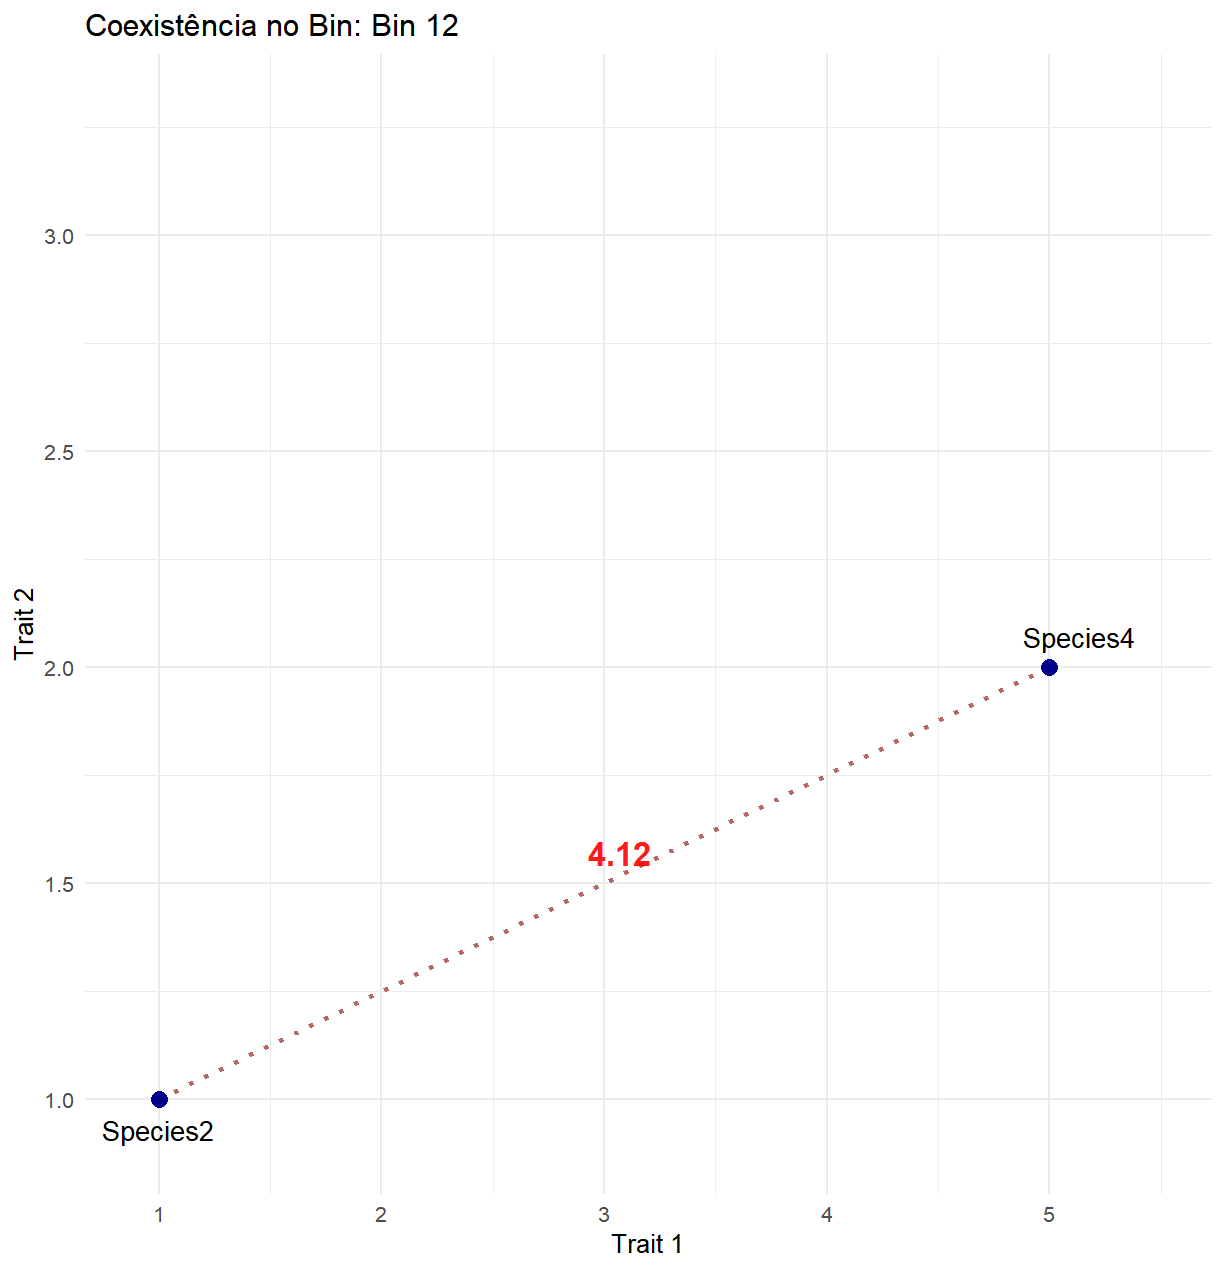 Coexistência no Bin: Bin 12
3.0
2.5
Trait 2
Species4
2.0
4.12
1.5
1.0
Species2
1 2 3 4 5
Trait 1